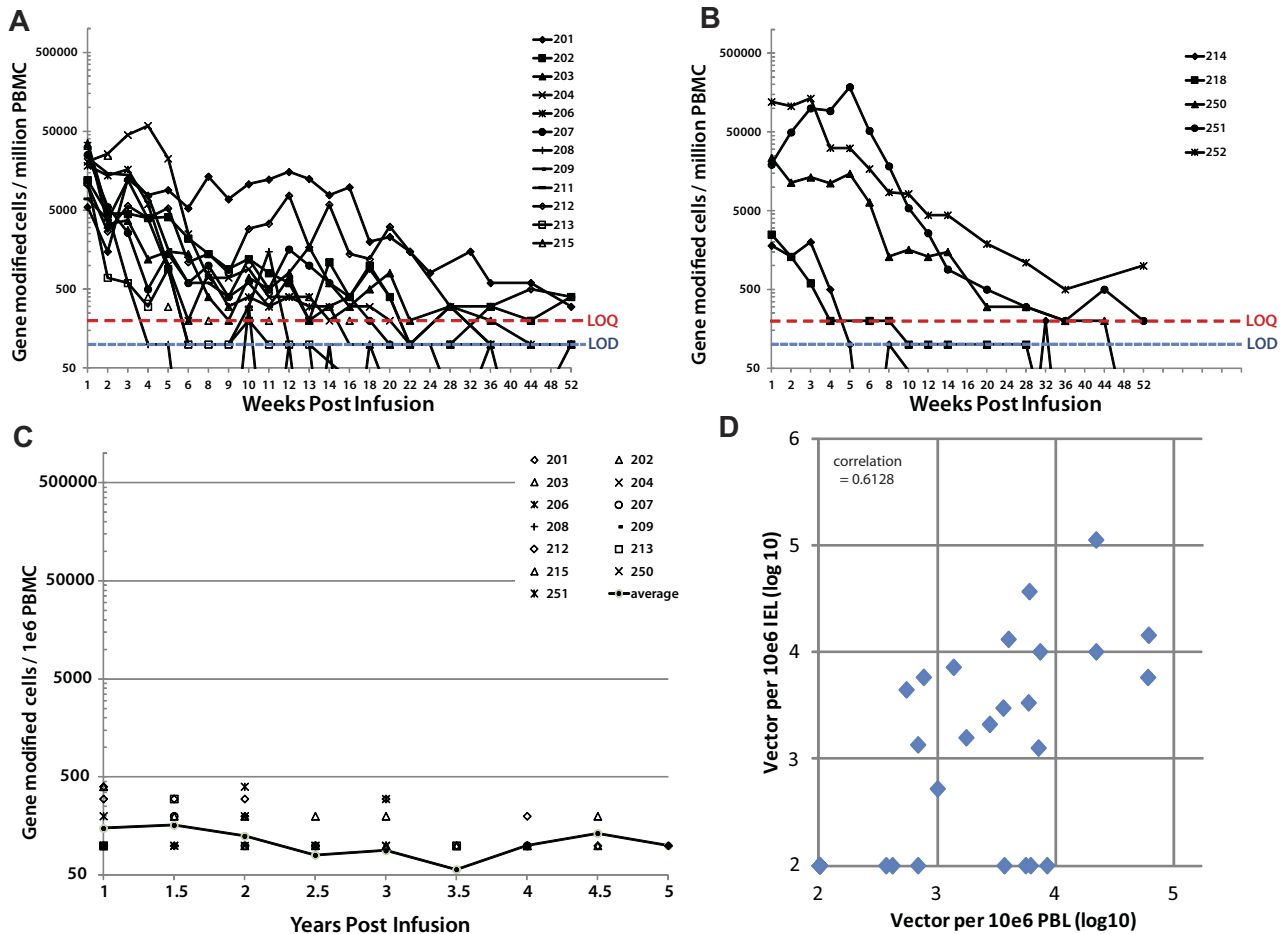 A
Gene modified cells / million PBMC
500000
50000
5000
500
50
201
202
203
204
206
207
208
209
211
212
213
215
LOQ
LOD
1 2 3 4 5 6 8 9 10 11 12 13 14 16 18 20 22 24 28 32 36 40 44 48 52
Weeks Post Infusion
B
Gene modified cells / million PBMC
500000
50000
5000
500
50
214
218
250
251
252
LOQ
LOD
1 2 3 4 5 6 8 10 12 14 16 20 24 28 32 36 40 44 48 52
Weeks Post Infusion
C
Gene modified cells / 1e6 PBMC
500000
50000
5000
500
50
201 202
203 204
206 207
208 209
212 213
215 250
251 average
1 1.5 2 2.5 3 3.5 4 4.5 5
Years Post Infusion
D
correlation
= 0.6128
Vector per 10e6 IEL (log 10)
6
5
4
3
2
2 3 4 5
Vector per 10e6 PBL (log10)